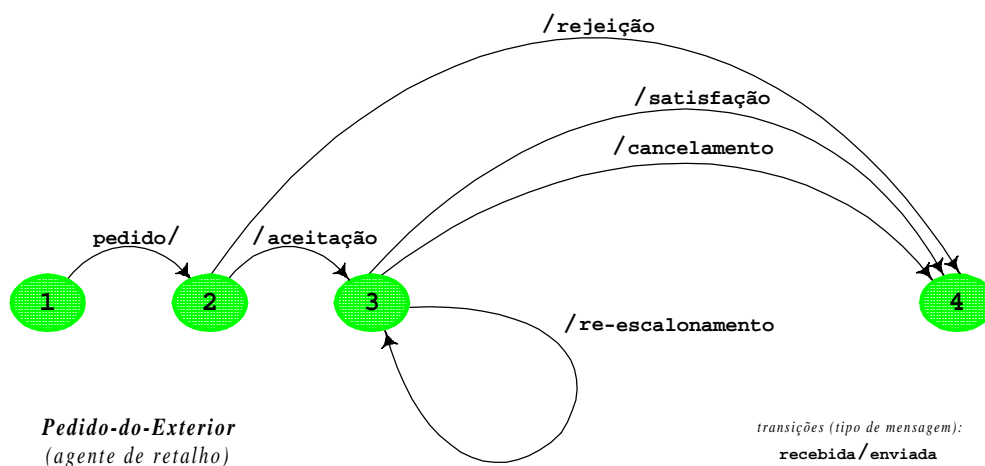 /rejeição
/satisfação
/cancelamento
pedido/
/aceitação
1
2
3
4
/re-escalonamento
Pedido-do-Exterior
(agente de retalho)
transições (tipo de mensagem):
recebida/enviada